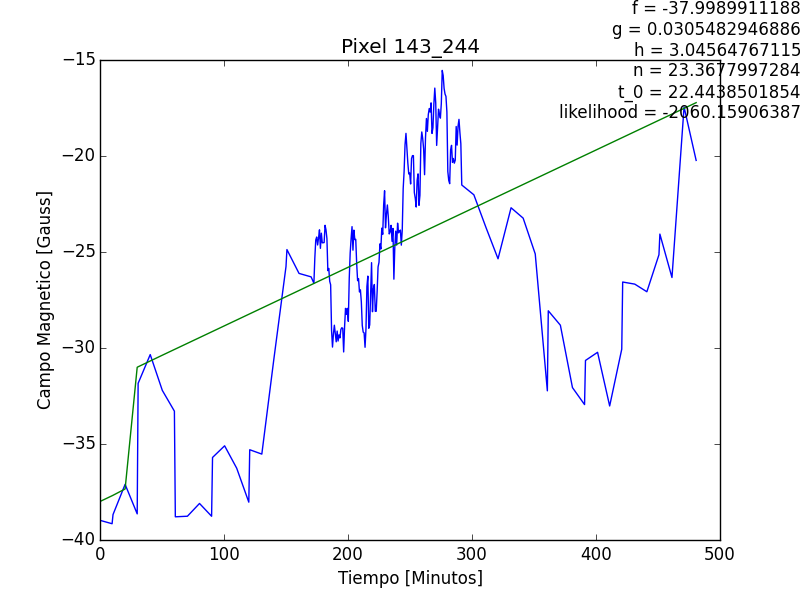 f = -37.9989911188
g = 0.0305482946886
Pixel 143_244
h = 3.04564767115
n = 23.3677997284
t_0 = 22.4438501854
likelihood = -2060.15906387
−15
−20
−25
−30
−35
−40
Campo Magnetico [Gauss]
0 100 200 300 400 500
Tiempo [Minutos]